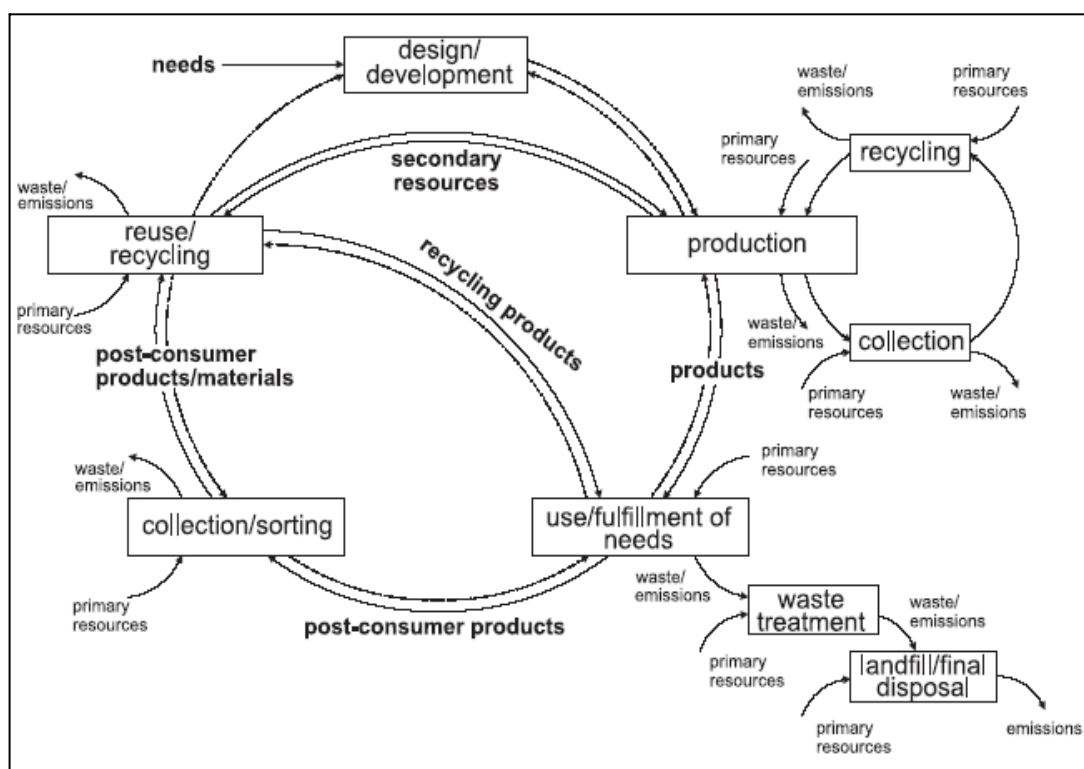 needs
design/
development
waste/
emissions
primary
resources
primary
resources
recycling
secondary
resources
waste/
emissions
reuse/
recycling
production
recycling products
primary
resources
waste/
emissions
collection
post-consumer
products/materials
products
primary
resources
waste/
emissions
primary
resources
waste/
emissions
collection/sorting
use/fulfillment of
needs
primary
resources
waste/
emissions
waste
treatment
waste/
emissions
post-consumer products
primary
resources
landfill/final
disposal
primary
resources
emissions